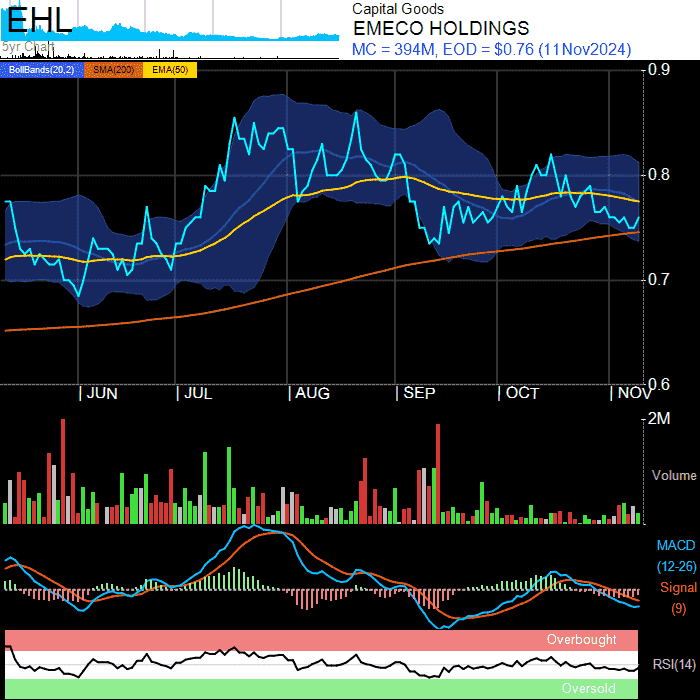 EHL
5yr Chart
Capital Goods
EMECO HOLDINGS
MC = 394M, EOD = $0.76 (11Nov2024)
BollBands(20,2) SMA(200) EMA(50)
0.9
0.8
0.7
0.6
JUN JUL AUG SEP OCT NOV
2M
Volume
MACD
(12-26)
Signal
(9)
Overbought
RSI(14)
Oversold